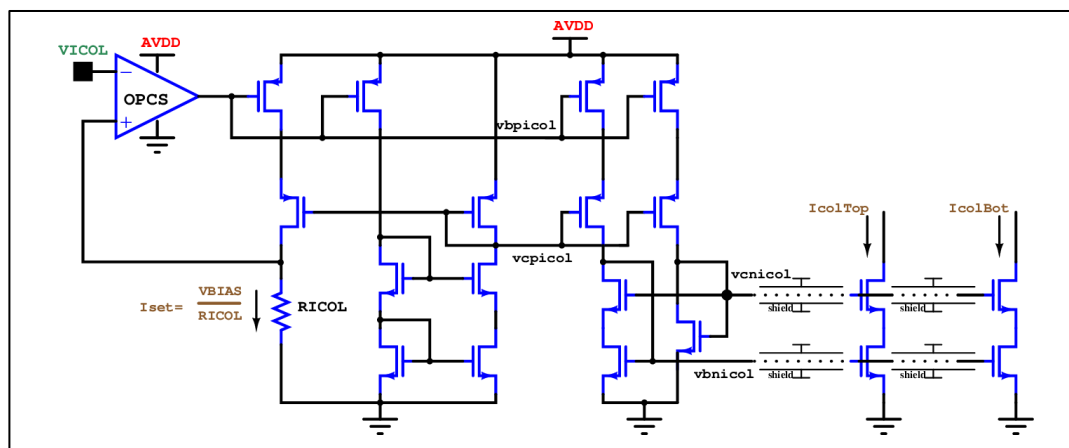 AVDD
AVDD
VICOL
−
OPCS
+
vbpicol
IcolTop
IcolBot
vcpicol
vcnicol
Iset= VBIAS
RICOL
RICOL
shield
shield
vbnicol
shield
shield